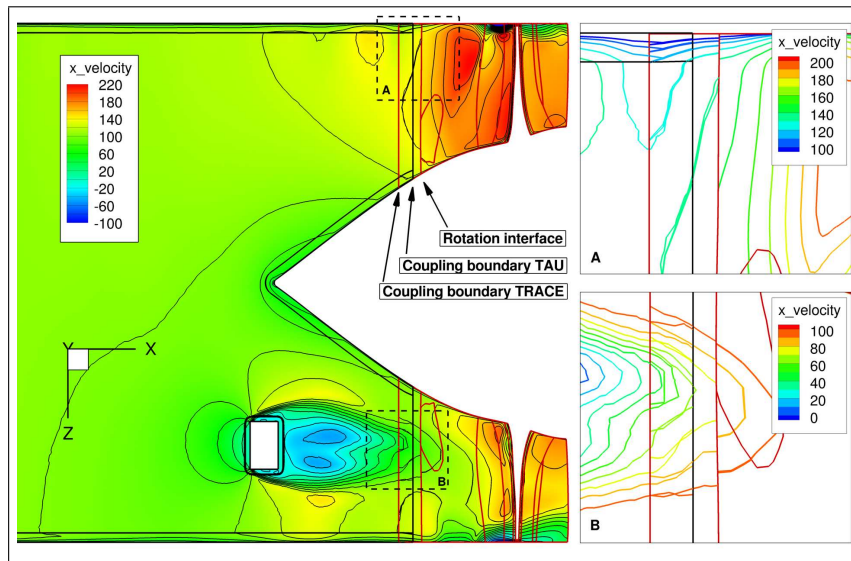 x_velocity
220
180
140
100
60
20
-20
-60
-100
A
Rotation interface
Coupling boundary TAU
Coupling boundary TRACE
Y
X
Z
B
x_velocity
200
180
160
140
120
100
A
x_velocity
100
80
60
40
20
0
B